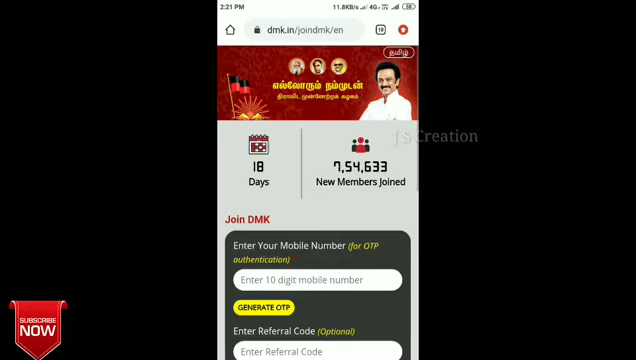 2:21 PM 11.8KB/s 4G 58
dmk.in/joindmk/en 10
தமிழ்
எல்லோரும் நம்முடன்
திராவிட முன்னேற்றக் கழகம்
J S Creation
18 7,54,633
Days New Members Joined
Join DMK
Enter Your Mobile Number (for OTP
authentication) *
Enter 10 digit mobile number
GENERATE OTP
Enter Referral Code (Optional)
Enter Referral Code
SUBSCRIBE
NOW